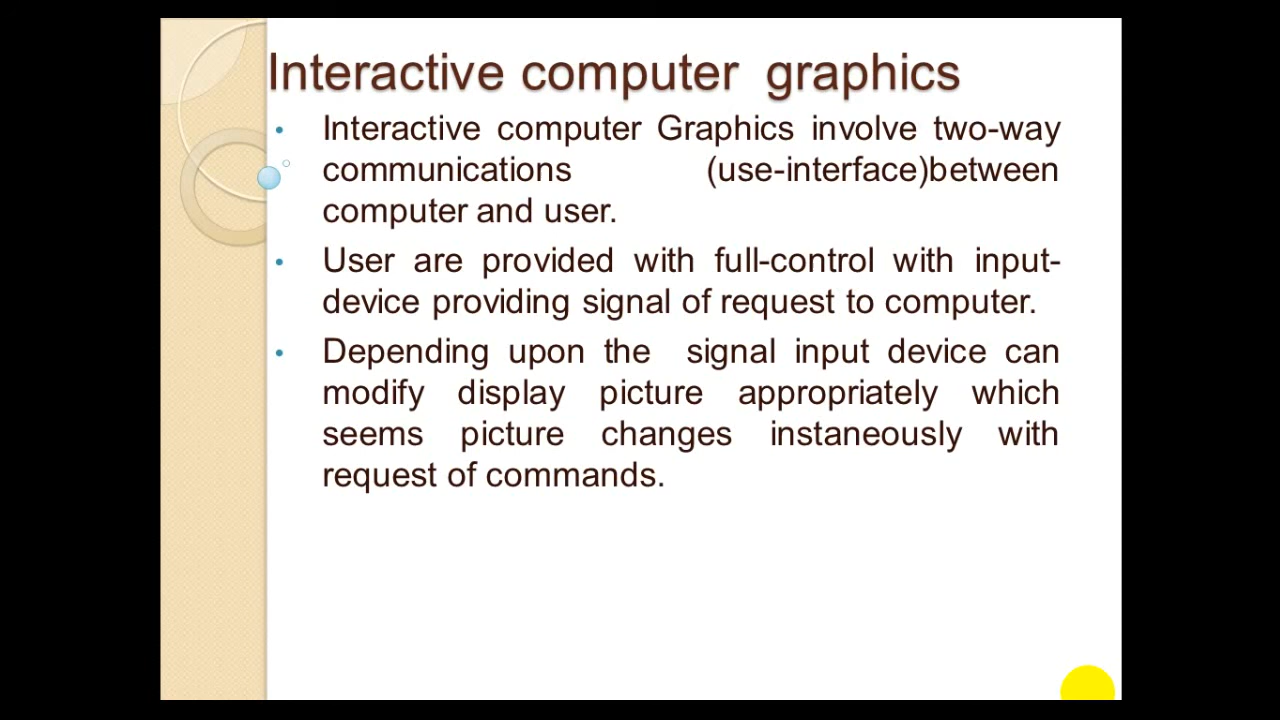 Interactive computer graphics
• Interactive computer Graphics involve two-way
communications (use-interface)between
computer and user.
• User are provided with full-control with input-
device providing signal of request to computer.
• Depending upon the signal input device can
modify display picture appropriately which
seems picture changes instaneously with
request of commands.